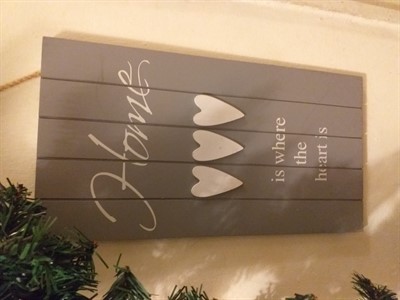 Home
is where
the
heart is